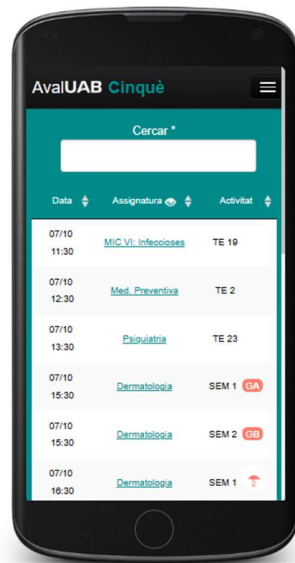 AvalUAB Cinquè
Cercar *
Data Assignatura Activitat
07/10 11:30 MIC VI: Infeccioses TE 19
07/10 12:30 Med. Preventiva TE 2
07/10 13:30 Psiquiatria TE 23
07/10 15:30 Dermatologia SEM 1 GA
07/10 15:30 Dermatologia SEM 2 GB
07/10 16:30 Dermatologia SEM 1